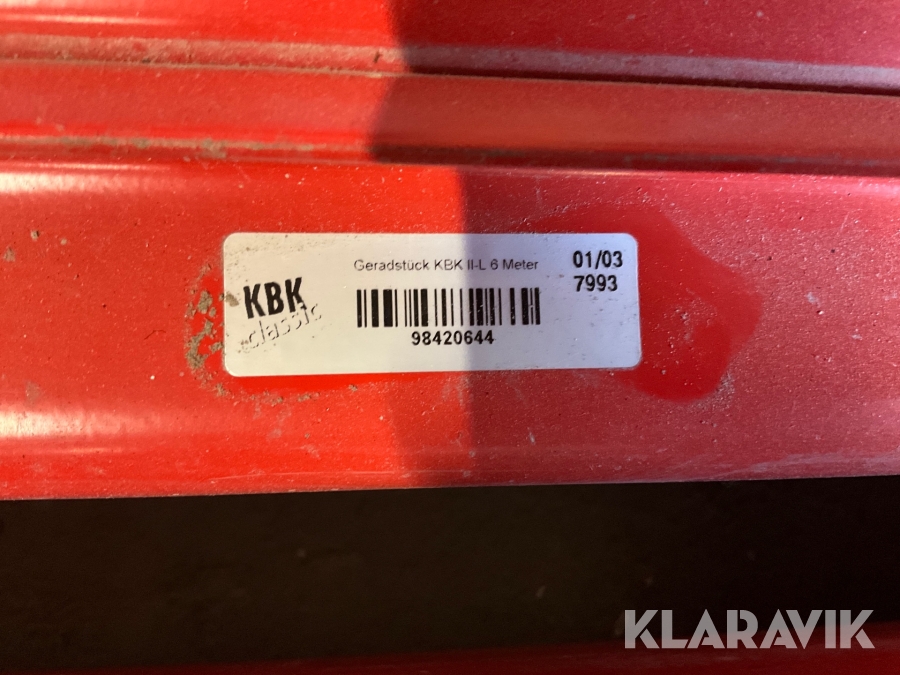 KBK
classic
Geradstück KBK II-L 6 Meter
98420644
01/03
7993
KLARAVIK